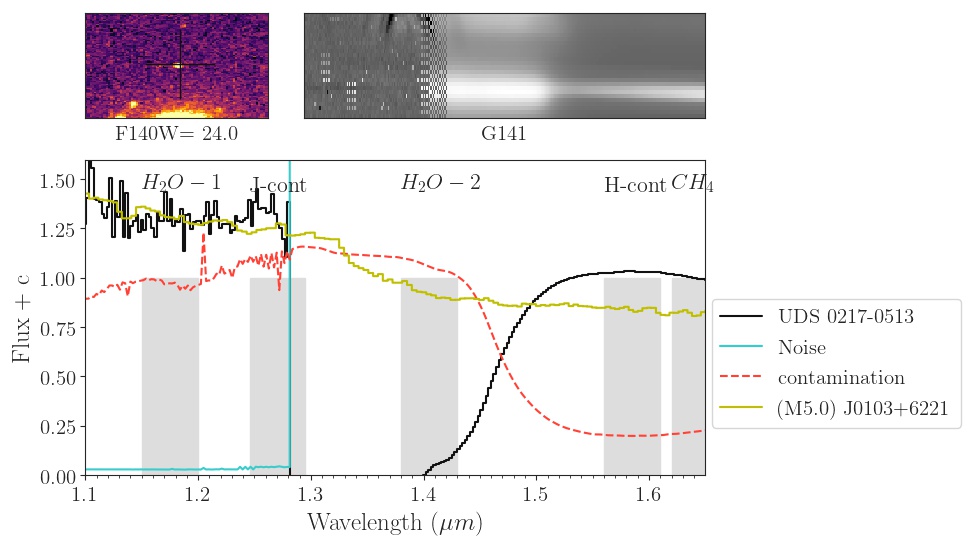 F140W= 24.0
G141
H₂O − 1
J-cont
H₂O − 2
H-cont
CH₄
1.50
1.25
1.00
0.75
0.50
0.25
0.00
Flux + c
1.1
1.2
1.3
1.4
1.5
1.6
Wavelength (μm)
UDS 0217-0513
Noise
contamination
(M5.0) J0103+6221